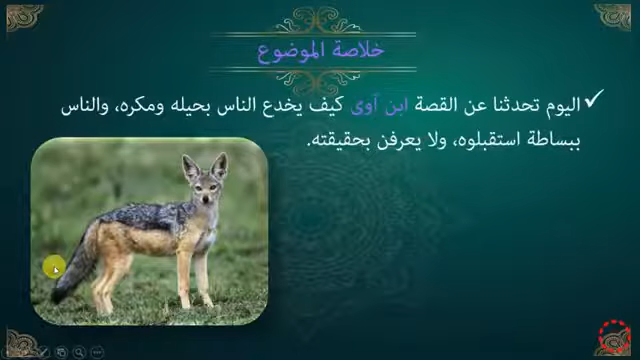 خلاصة الموضوع
اليوم تحدثنا عن القصة ابن آوى كيف يخدع الناس بحيله ومكره، والناس
ببساطة استقبلوه، ولا يعرفن بحقيقته.